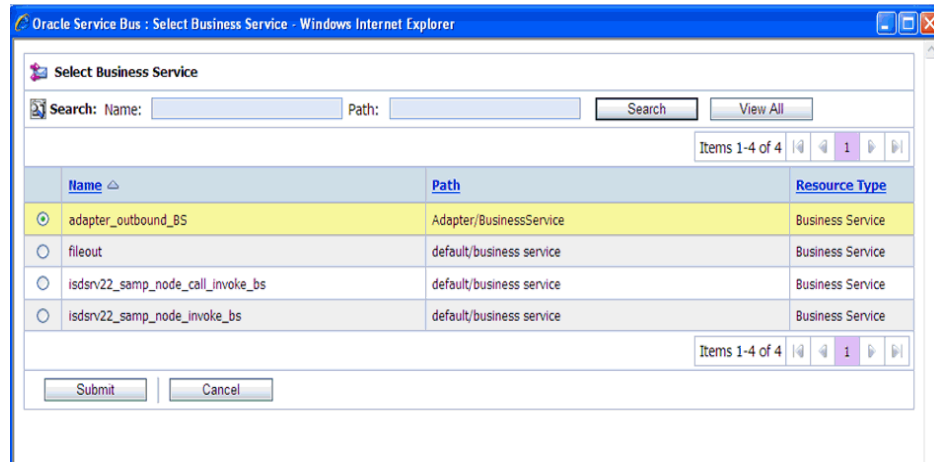 Oracle Service Bus : Select Business Service - Windows Internet Explorer
Select Business Service
Search: Name: Path: Search View All
Items 1-4 of 4 1
Name Path Resource Type
adapter_outbound_BS Adapter/BusinessService Business Service
fileout default/business service Business Service
isdsrv22_samp_node_call_invoke_bs default/business service Business Service
isdsrv22_samp_node_invoke_bs default/business service Business Service
Items 1-4 of 4 1
Submit Cancel